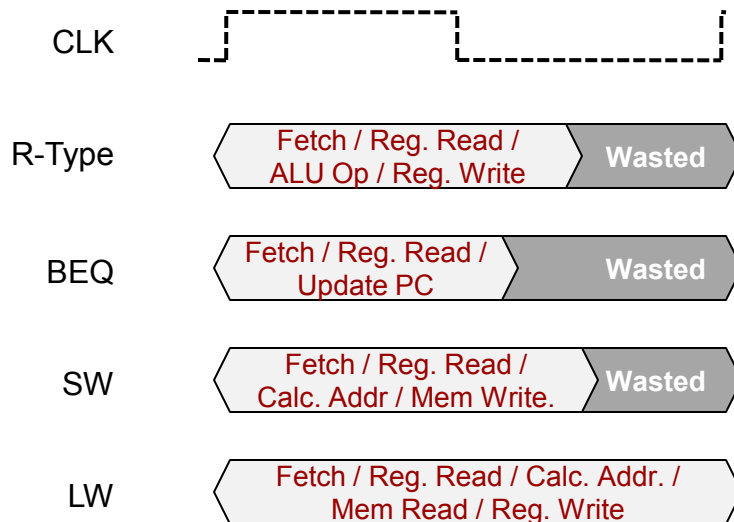 CLK
R-Type
Fetch / Reg. Read /
ALU Op / Reg. Write
Wasted
BEQ
Fetch / Reg. Read /
Update PC
Wasted
SW
Fetch / Reg. Read /
Calc. Addr / Mem Write.
Wasted
LW
Fetch / Reg. Read / Calc. Addr. /
Mem Read / Reg. Write